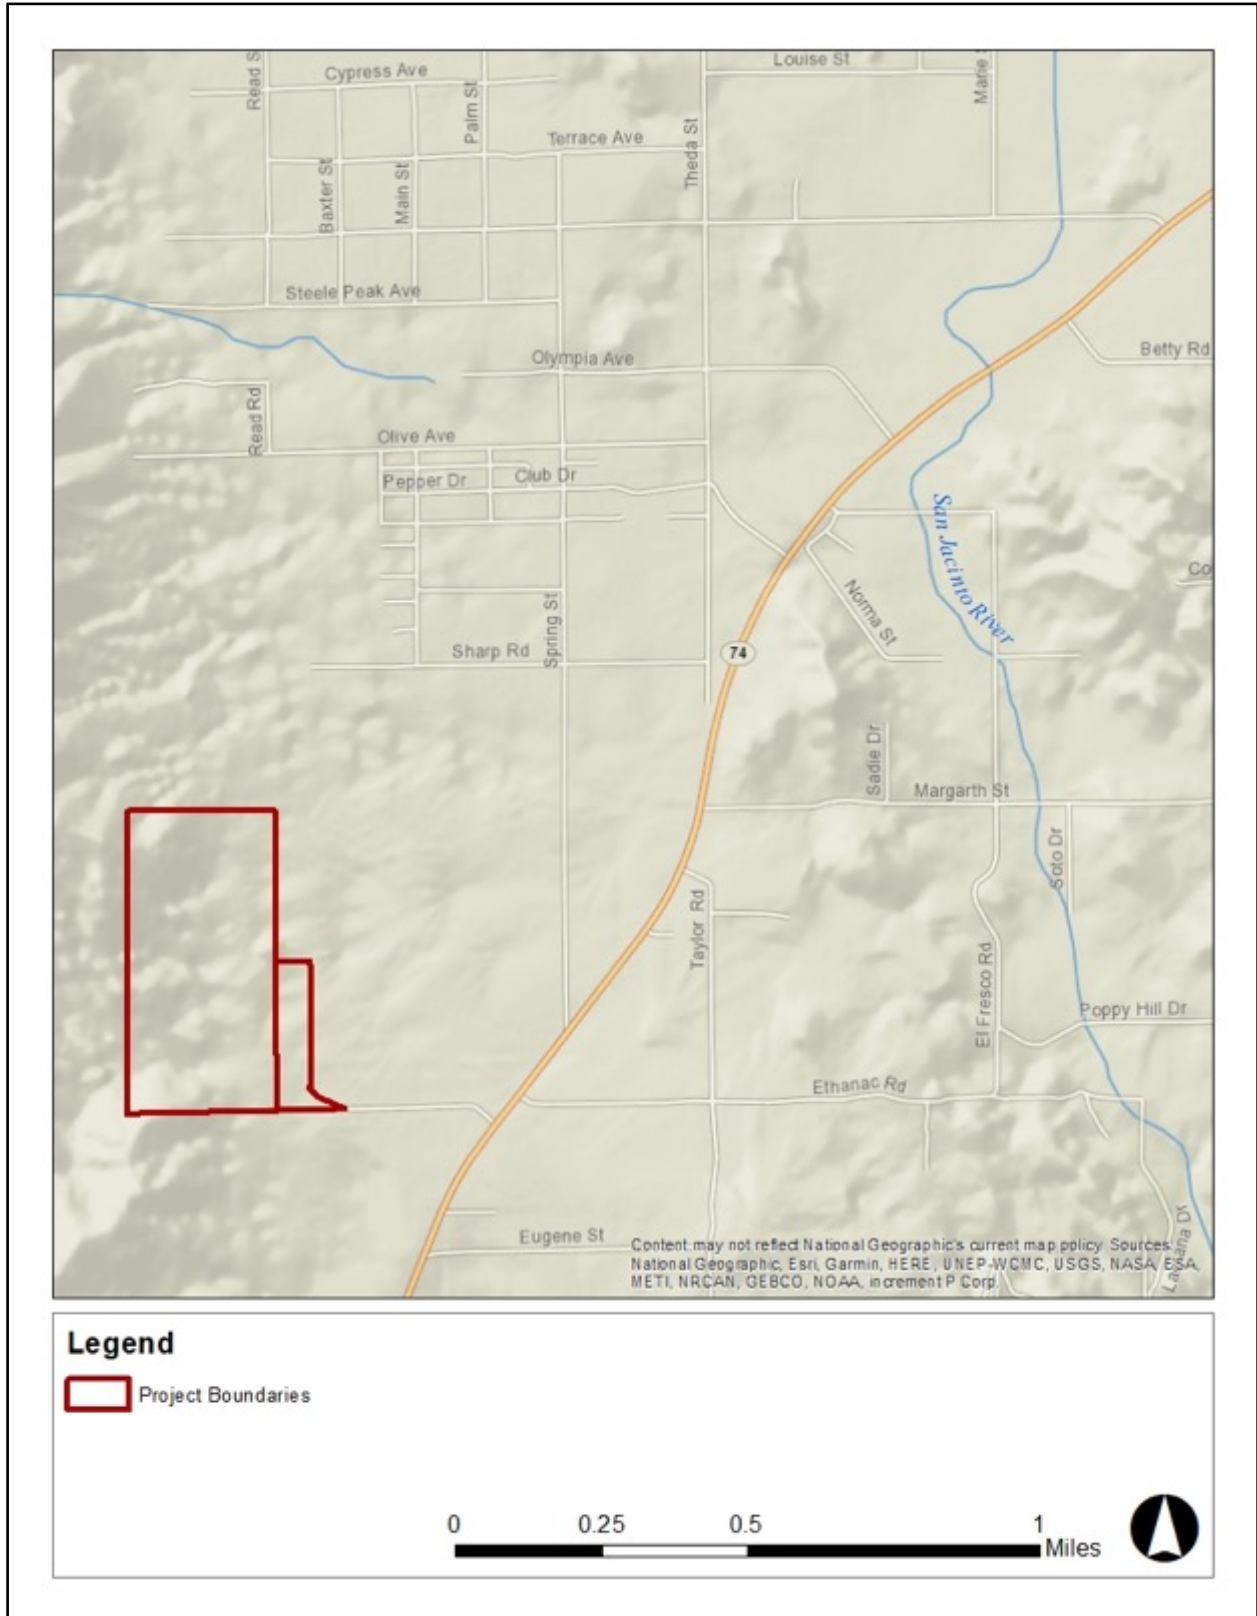 Read S
Cypress Ave
Palm St
Louise St
Marie S
Terrace Ave
Theda St
Baxter St
Main St
Steele Peak Ave
Olympia Ave
Betty Rd
Read Rd
Olive Ave
Pepper Dr
Club Dr
San Jacinto River
Co
Norma St
Spring St
Sharp Rd
74
Sadie Dr
Margarth St
Soto Dr
Taylor Rd
El Fresco Rd
Poppy Hill Dr
Ethanac Rd
Eugene St
Content may not reflect National Geographic's current map policy. Sources:
National Geographic, Esri, Garmin, HERE, UNEP-WCMC, USGS, NASA, ESA,
METI, NRCAN, GEBCO, NOAA, increment P Corp.
Legend
Project Boundaries
0 0.25 0.5 1
Miles